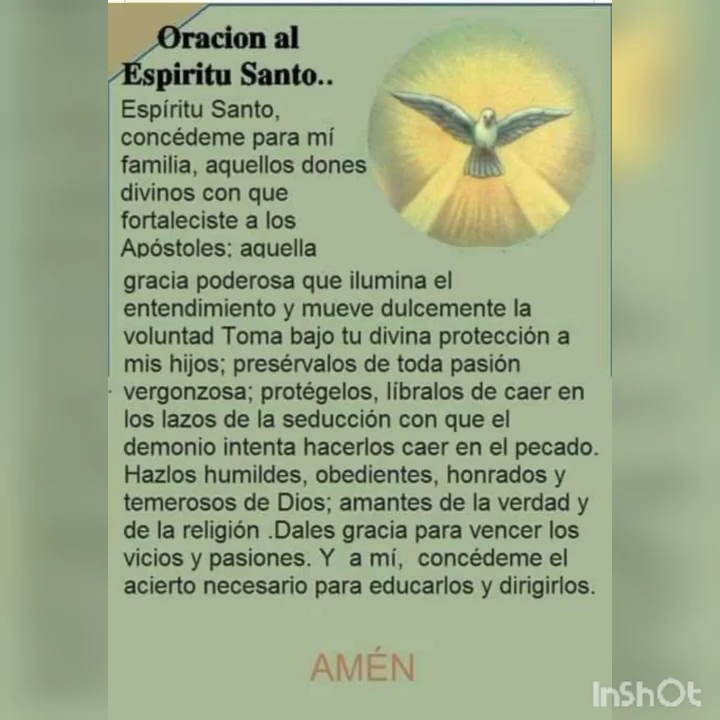 Oracion al
Espiritu Santo..
Espíritu Santo,
concédeme para mí
familia, aquellos dones
divinos con que
fortaleciste a los
Apóstoles; aquella
gracia poderosa que ilumina el
entendimiento y mueve dulcemente la
voluntad Toma bajo tu divina protección a
mis hijos; presérvalos de toda pasión
vergonzosa; protégelos, líbralos de caer en
los lazos de la seducción con que el
demonio intenta hacerlos caer en el pecado.
Hazlos humildes, obedientes, honrados y
temerosos de Dios; amantes de la verdad y
de la religión .Dales gracia para vencer los
vicios y pasiones. Y a mí, concédeme el
acierto necesario para educarlos y dirigirlos.
AMÉN
InShOt